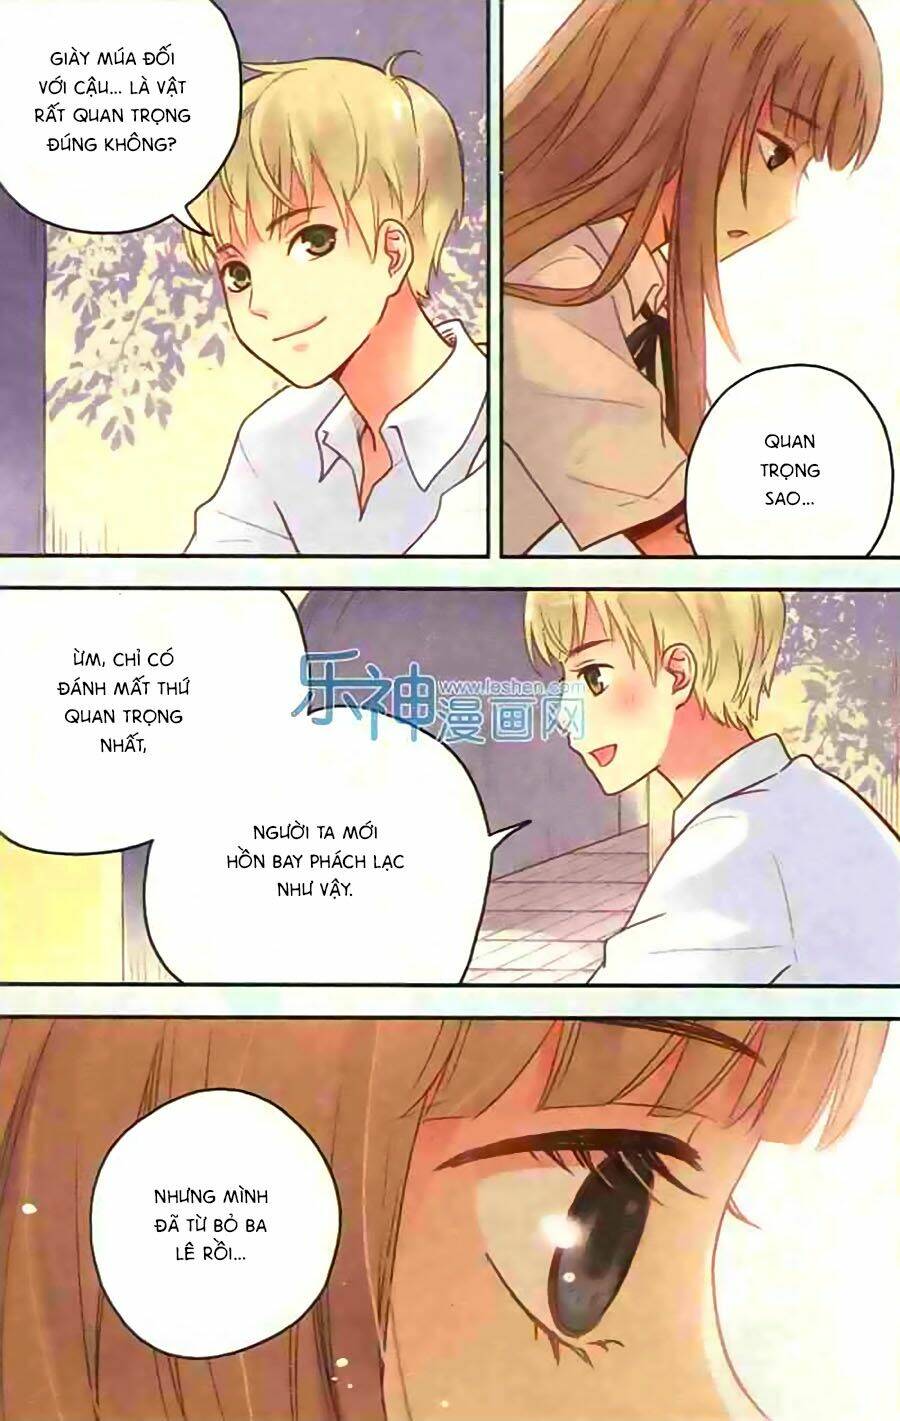 GIÀY MÚA ĐỐI
VỚI CẬU... LÀ VẬT
RẤT QUAN TRỌNG
ĐÚNG KHÔNG?
QUAN
TRỌNG
SAO...
ỪM, CHỈ CÓ
ĐÁNH MẤT THỨ
QUAN TRỌNG
NHẤT,
乐神漫画网
www.loshen.com
NGƯỜI TA MỚI
HỒN BAY PHÁCH LẠC
NHƯ VẬY.
NHƯNG MÌNH
ĐÃ TỪ BỎ BA
LÊ RỒI...